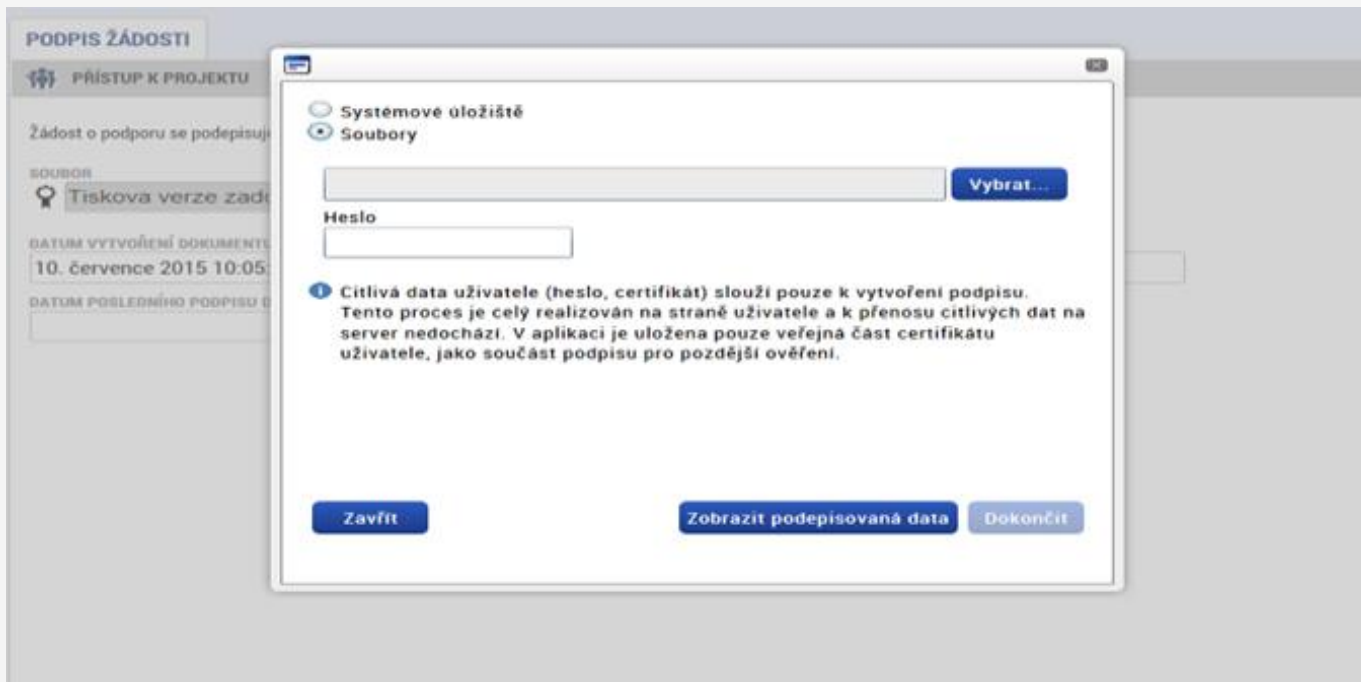 PODPIS ŽÁDOSTI
PŘÍSTUP K PROJEKTU
Žádost o podporu se podepisuj
SOUBOR
Tiskova verze zad
DATUM VYTVOŘENÍ DOKUMENTU
10. července 2015 10:05:
DATUM POSLEDNÍHO PODPISU D
Systémové úložiště
Soubory
Vybrat...
Heslo
Citlivá data uživatele (heslo, certifikát) slouží pouze k vytvoření podpisu.
Tento proces je celý realizován na straně uživatele a k přenosu citlivých dat na
server nedochází. V aplikaci je uložena pouze veřejná část certifikátu
uživatele, jako součást podpisu pro pozdější ověření.
Zavřít
Zobrazit podepisovaná data
Dokončit